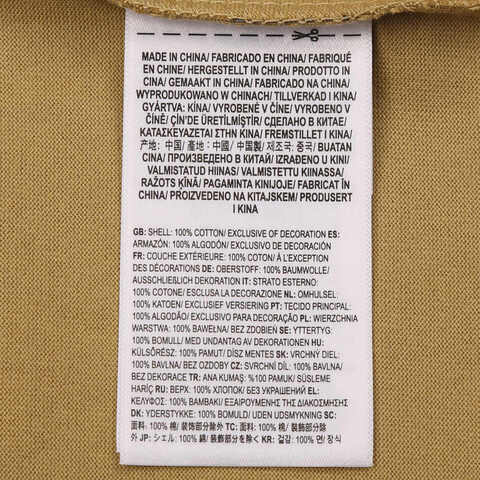 MADE IN CHINA/ FABRICADO EN CHINA/ FABRIQUÉ
EN CHINE/ HERGESTELLT IN CHINA/ PRODOTTO IN
CINA/ GEMAAKT IN CHINA/ FABRICADO NA CHINA/
WYPRODUKOWANO W CHINACH/ TILLVERKAD I KINA/
GYÁRTVA: KÍNA/ VYROBENÉ V ČÍNE/ VYROBENO V
ČÍNĚ/ ÇİN'DE ÜRETİLMİŞTİR/ СДЕЛАНО В КИТАЕ/
ΚΑΤΑΣΚΕΥΑΖΕΤΑΙ ΣΤΗΝ ΚΙΝΑ/ FREMSTILLET I KINA/
产地: 中国/ 產地: 中國/ 中国製/ 제조국: 중국/ BUATAN
CINA/ ПРОИЗВЕДЕНО В КИТАЙ/ IZRAĐENO U KINI/
VALMISTATUD HIINAS/ VALMISTETTU KIINASSA/
RAŽOTS ĶĪNĀ/ PAGAMINTA KINIJOJE/ FABRICAT ÎN
CHINA/ PROIZVEDENO NA KITAJSKEM/ PRODUSERT
I KINA
GB: SHELL: 100% COTTON/ EXCLUSIVE OF DECORATION ES:
ARMAZÓN: 100% ALGODÓN/ EXCLUSIVO DE DECORACIÓN
FR: COUCHE EXTÉRIEURE: 100% COTON/ À L'EXCEPTION
DES DÉCORATIONS DE: OBERSTOFF: 100% BAUMWOLLE/
AUSSCHLIEßLICH DEKORATION IT: STRATO ESTERNO:
100% COTONE/ ESCLUSA LA DECORAZIONE NL: OMHULSEL:
100% KATOEN/ EXCLUSIEF VERSIERING PT: TECIDO PRINCIPAL:
100% ALGODÃO/ EXCLUSIVO PARA DECORAÇÃO PL: WIERZCHNIA
WARSTWA: 100% BAWEŁNA/ BEZ ZDOBIEŃ SE: YTTERTYG:
100% BOMULL/ MED UNDANTAG AV DEKORATIONEN HU:
KÜLSŐRÉSZ: 100% PAMUT/ DÍSZ MENTES SK: VRCHNÝ DIEL:
100% BAVLNA/ BEZ OZDOBY CZ: SVRCHNÍ DÍL: 100% BAVLNA/
BEZ DEKORACE TR: ANA KUMAŞ: %100 PAMUK/ SÜSLEME
HARİÇ RU: ВЕРХ: 100% ХЛОПОК/ БЕЗ УКРАШЕНИЙ EL:
ΚΕΛΥΦΟΣ: 100% ΒΑΜΒΑΚΙ/ ΕΞΑΙΡΟΥΜΕΝΗΣ ΤΗΣ ΔΙΑΚΟΣΜΗΣΗΣ
DK: YDERSTYKKE: 100% BOMULD/ UDEN UDSMYKNING SC:
面料: 100% 棉/ 装饰部分除外 TC: 面料: 100% 棉/ 裝飾部分除
外 JP: シェル: 100% 綿/ 装飾部分を除く KR: 겉감: 100% 면/ 장식